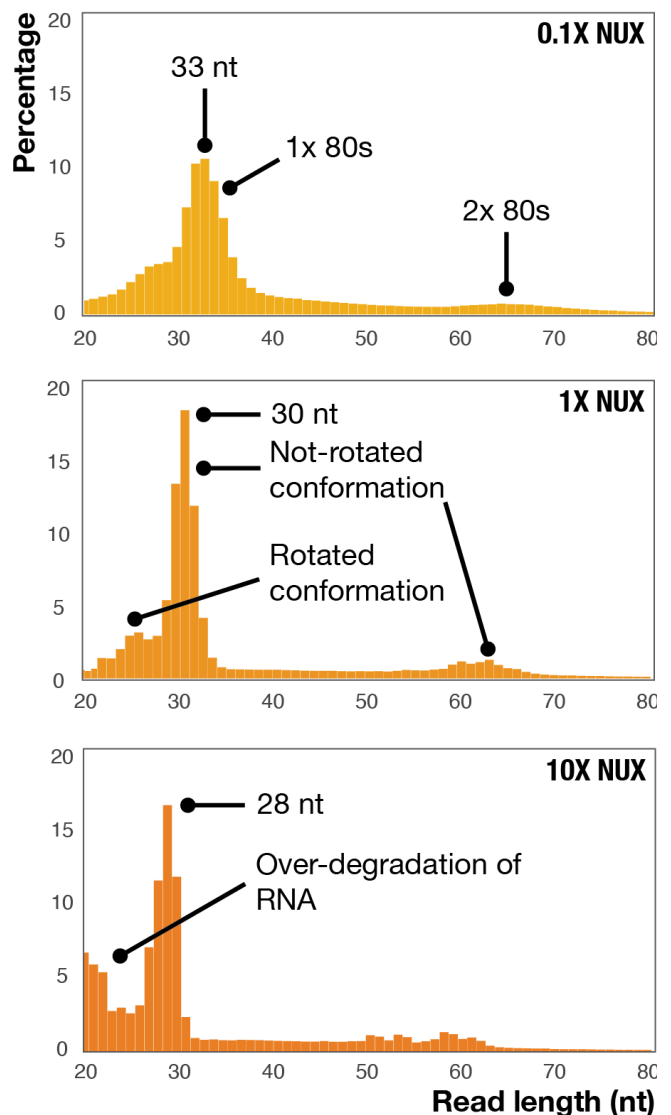 20
0.1X NUX
Percentage
33 nt
15
1x 80s
10
2x 80s
5
0
20 30 40 50 60 70 80
20
1X NUX
30 nt
15
Not-rotated
conformation
10
Rotated
conformation
5
0
20 30 40 50 60 70 80
20
10X NUX
28 nt
15
Over-degradation of
RNA
10
5
0
20 30 40 50 60 70 80
Read length (nt)